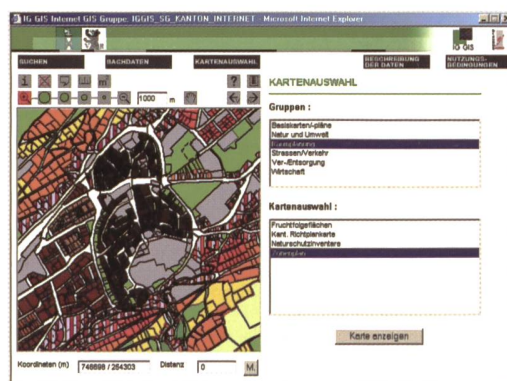 IG GIS Internet GIS Gruppe: IGGIS_SG_KANTON_INTERNET - Microsoft Internet Explorer
IG GIS
SUCHEN
SACHDATEN
KARTENAUSWAHL
BESCHREIBUNG DER DATEN
NUTZUNGS-BEDINGUNGEN
1000 m
KARTENAUSWAHL
Gruppen :
Basiskarten/-pläne
Natur und Umwelt
Raumplanung
Strassen/Verkehr
Ver-/Entsorgung
Wirtschaft
Kartenauswahl :
Fruchtfolgeflächen
Kant. Richtplankarte
Naturschutzinventare
Zonenplan
Karte anzeigen
Koordinaten (m) 746698 / 254303 Distanz 0 M.